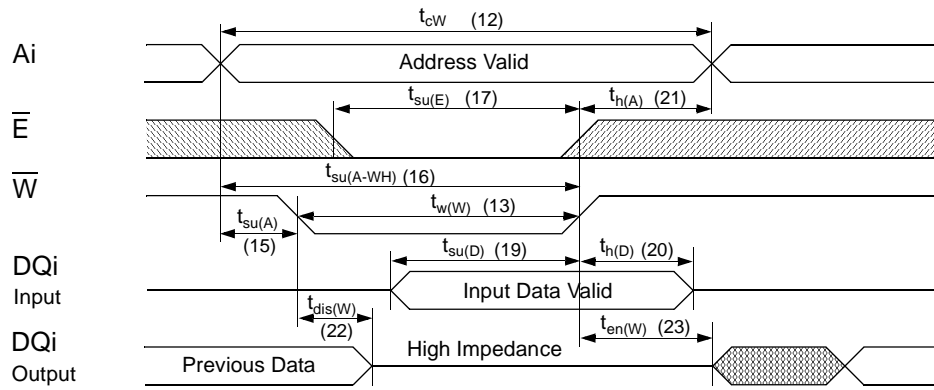 t_cW (12)
Ai
Address Valid
t_su(E) (17)
t_h(A) (21)
E̅
t_su(A-WH) (16)
W̅
t_w(W) (13)
t_su(A)
(15)
t_su(D) (19)
t_h(D) (20)
DQi
Input
Input Data Valid
t_dis(W)
(22)
t_en(W) (23)
DQi
Output
Previous Data
High Impedance